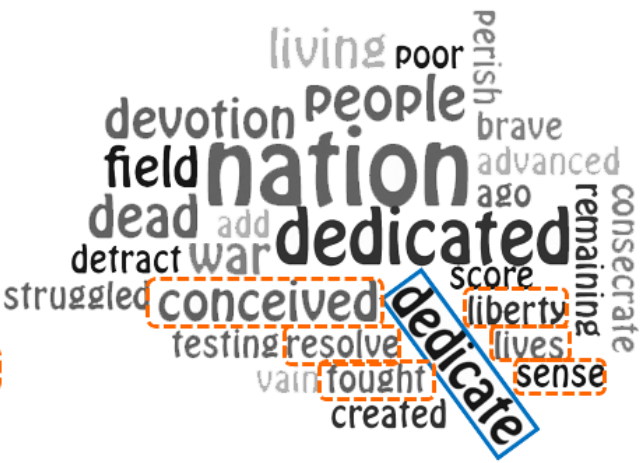 living poor
perish
devotion people
brave
field nation
advanced
ago
dead add dedicated
remaining
consecrate
detract war
score
struggled conceived
dedicate
liberty
testing resolve
lives
vain fought
sense
created